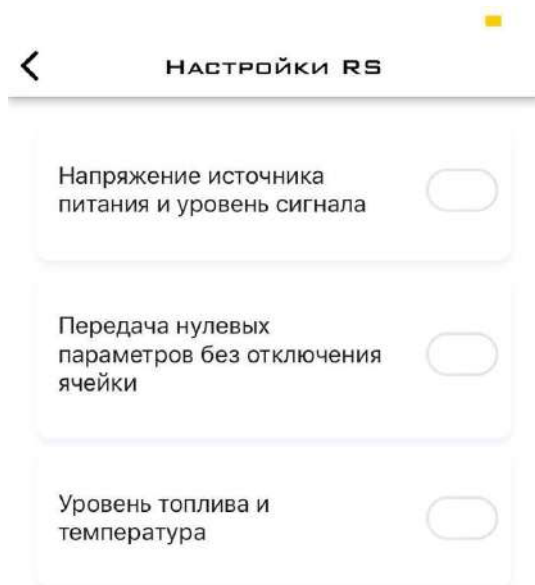 Настройки RS
Напряжение источника
питания и уровень сигнала
Передача нулевых
параметров без отключения
ячейки
Уровень топлива и
температура